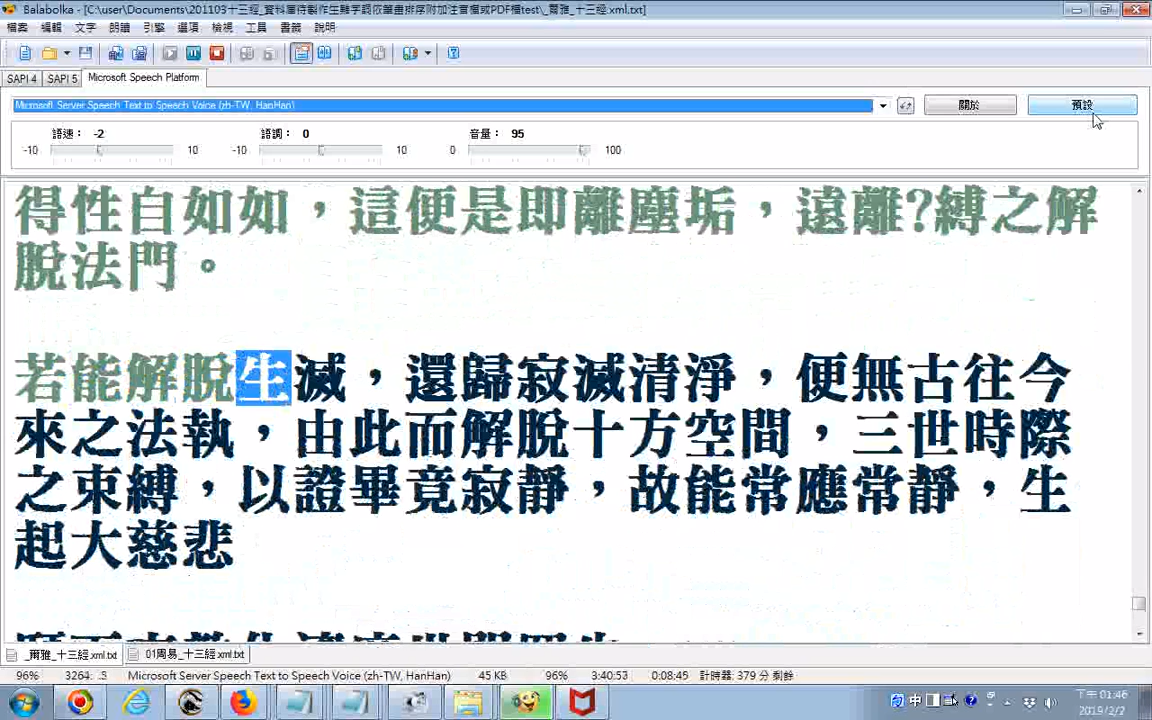 Balabolka - [C:\user\Documents\201103十三經_資料庫待製作生難字詞依筆畫排序附加注音檔或PDF檔test\_爾雅_十三經.xml.txt]
檔案 編輯 文字 朗讀 引擎 選項 檢視 工具 書籤 說明
SAPI 4 SAPI 5 Microsoft Speech Platform
Microsoft Server Speech Text to Speech Voice (zh-TW, HanHan) 關於 預設
語速： -2 語調： 0 音量： 95
-10 10 -10 10 0 100
得性自如如，這便是即離塵垢，遠離?縛之解
脫法門。
若能解脫生滅，還歸寂滅清淨，便無古往今
來之法執，由此而解脫十方空間，三世時際
之束縛，以證畢竟寂靜，故能常應常靜，生
起大慈悲
_爾雅_十三經.xml.txt 01周易_十三經.xml.txt
96% 3264: Microsoft Server Speech Text to Speech Voice (zh-TW, HanHan) 45 KB 96% 3:40:53 0:08:45 計時器: 379 分 剩餘
中 下午 01:46
2019/2/2